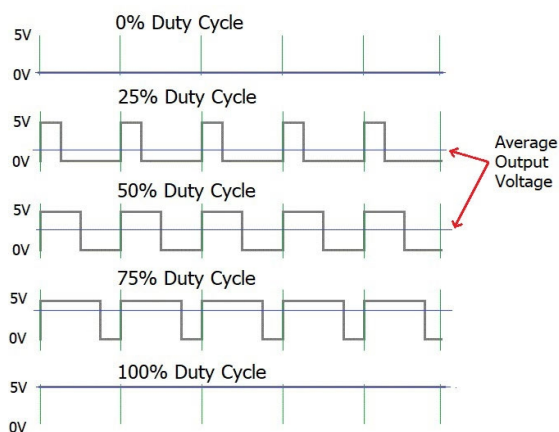 0% Duty Cycle
5V
0V
25% Duty Cycle
5V
0V
Average
Output
Voltage
50% Duty Cycle
5V
0V
75% Duty Cycle
5V
0V
100% Duty Cycle
5V
0V